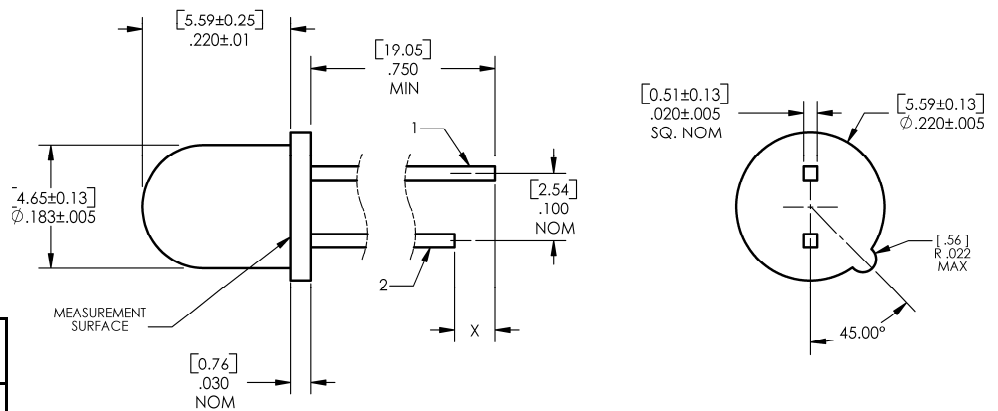 [5.59±0.25]
.220±.01
[19.05]
.750
MIN
1
[0.51±0.13]
.020±.005
SQ. NOM
[5.59±0.13]
Ø.220±.005
4.65±0.13]
Ø.183±.005
[2.54]
.100
NOM
[.56]
R .022
MAX
2
MEASUREMENT
SURFACE
X
45.00°
[0.76]
.030
NOM